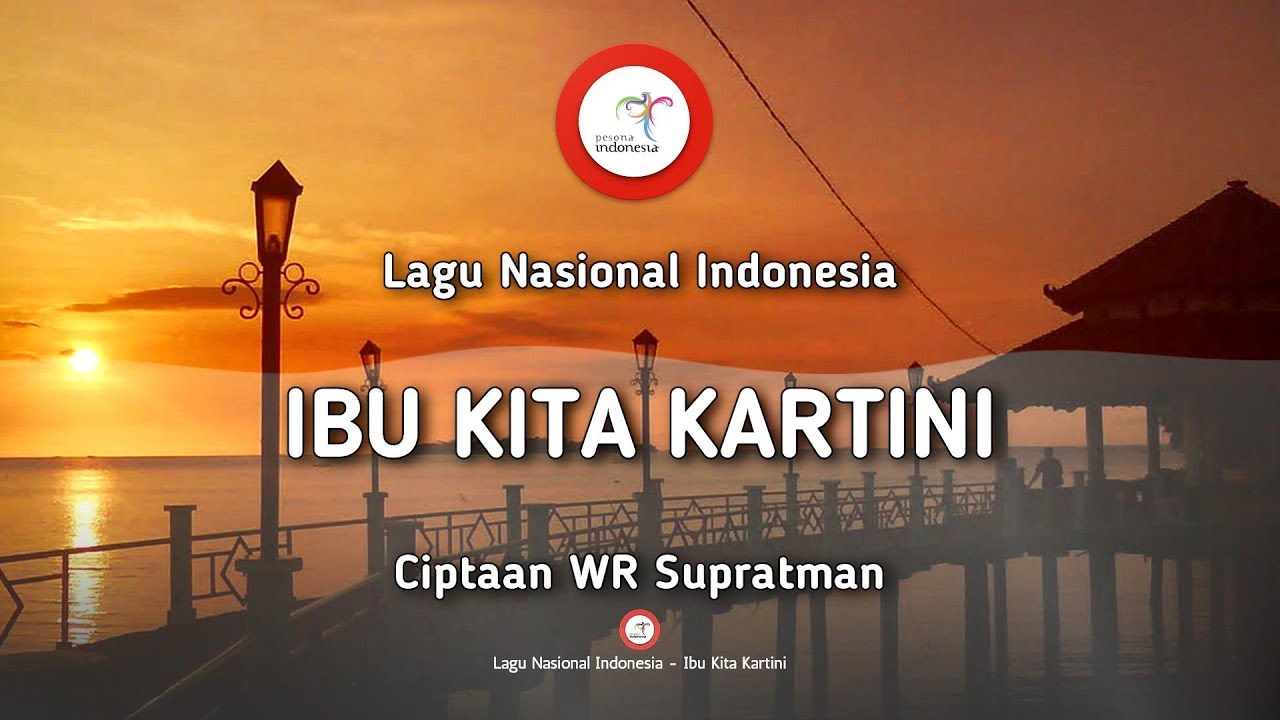 pesona
indonesia
Lagu Nasional Indonesia
IBU KITA KARTINI
Ciptaan WR Supratman
Lagu Nasional Indonesia - Ibu Kita Kartini